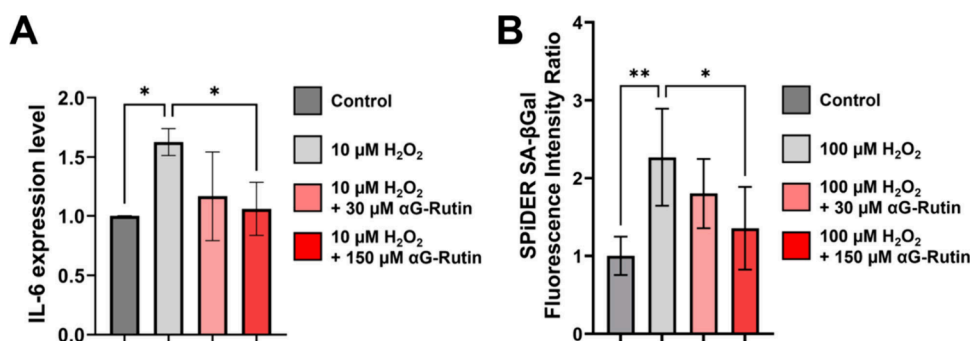 A
IL-6 expression level
2.0
1.5
1.0
0.5
0.0
*
*
Control
10 µM H₂O₂
10 µM H₂O₂
+ 30 µM αG-Rutin
10 µM H₂O₂
+ 150 µM αG-Rutin
B
SPiDER SA-βGal
Fluorescence Intensity Ratio
4
3
2
1
0
**
*
Control
100 µM H₂O₂
100 µM H₂O₂
+ 30 µM αG-Rutin
100 µM H₂O₂
+ 150 µM αG-Rutin